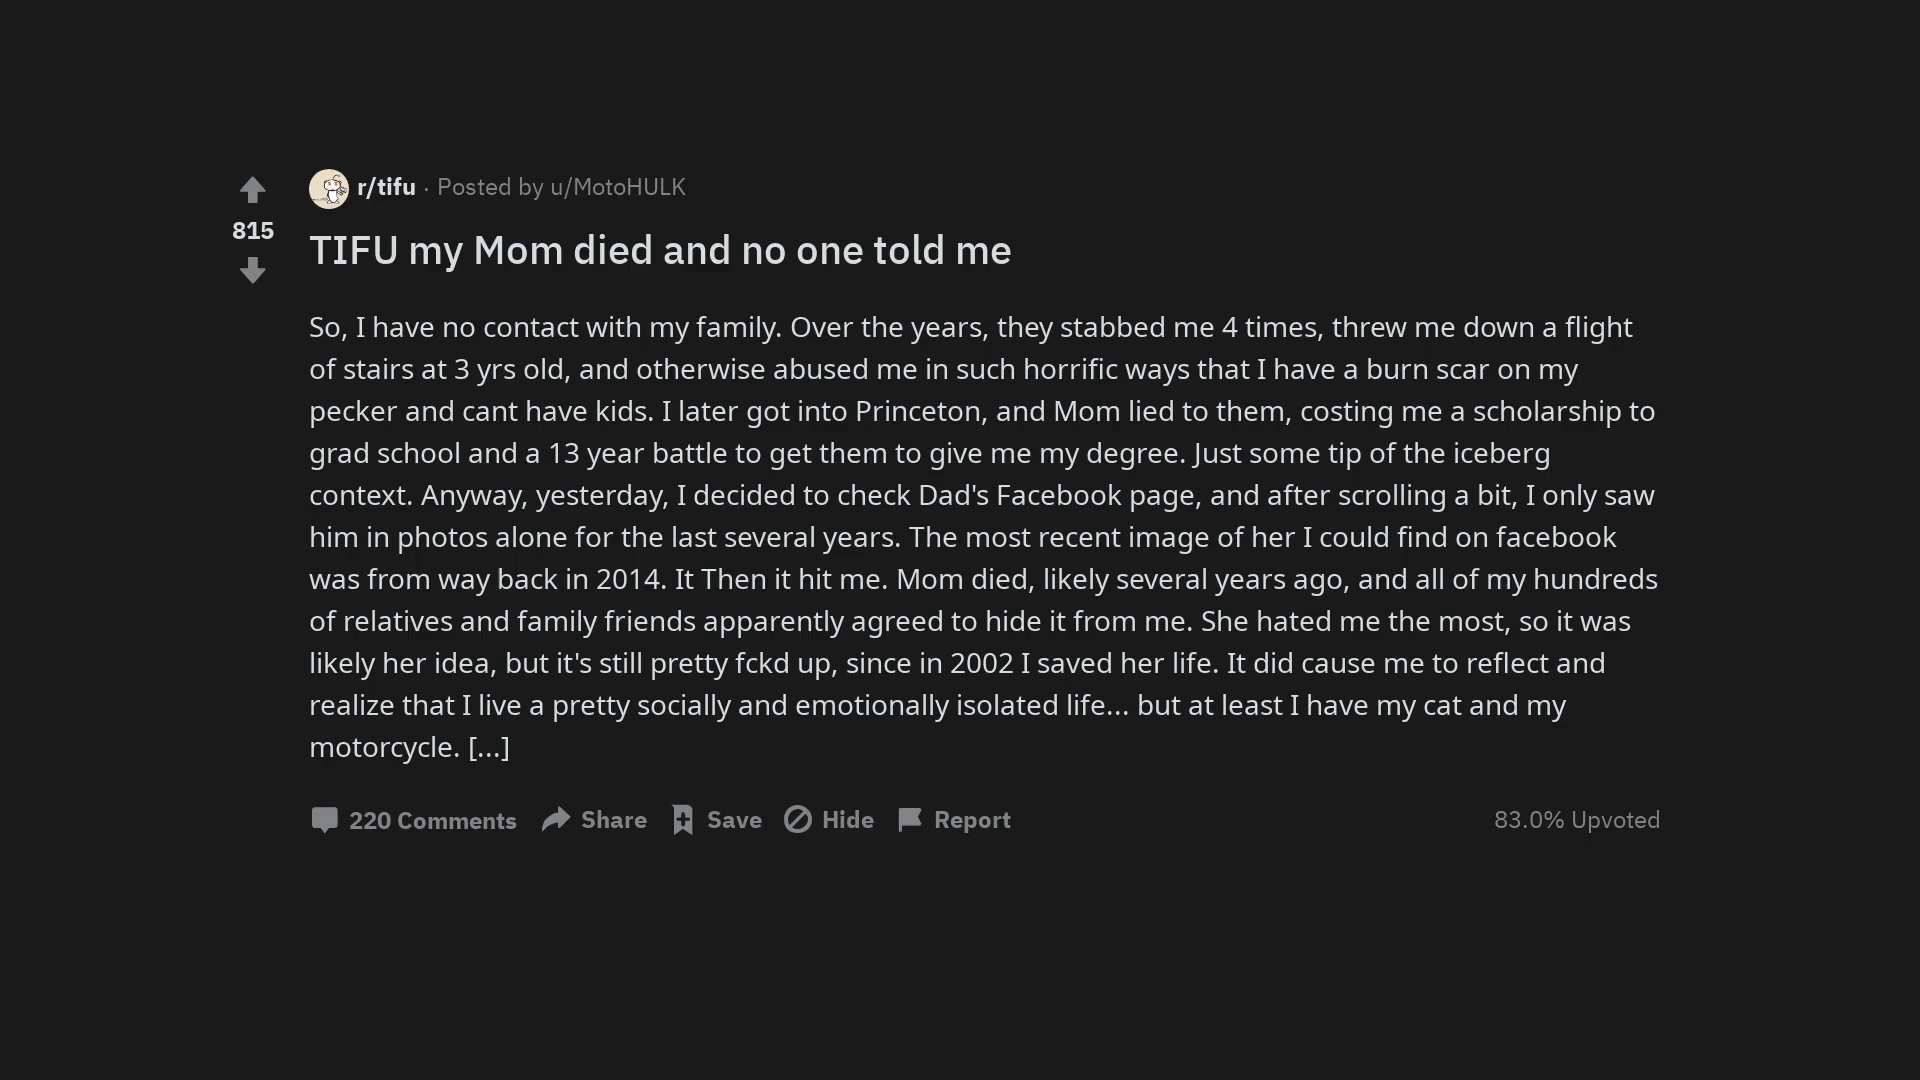 r/tifu · Posted by u/MotoHULK
815
TIFU my Mom died and no one told me
So, I have no contact with my family. Over the years, they stabbed me 4 times, threw me down a flight
of stairs at 3 yrs old, and otherwise abused me in such horrific ways that I have a burn scar on my
pecker and cant have kids. I later got into Princeton, and Mom lied to them, costing me a scholarship to
grad school and a 13 year battle to get them to give me my degree. Just some tip of the iceberg
context. Anyway, yesterday, I decided to check Dad's Facebook page, and after scrolling a bit, I only saw
him in photos alone for the last several years. The most recent image of her I could find on facebook
was from way back in 2014. It Then it hit me. Mom died, likely several years ago, and all of my hundreds
of relatives and family friends apparently agreed to hide it from me. She hated me the most, so it was
likely her idea, but it's still pretty fckd up, since in 2002 I saved her life. It did cause me to reflect and
realize that I live a pretty socially and emotionally isolated life... but at least I have my cat and my
motorcycle. [...]
220 Comments Share Save Hide Report 83.0% Upvoted